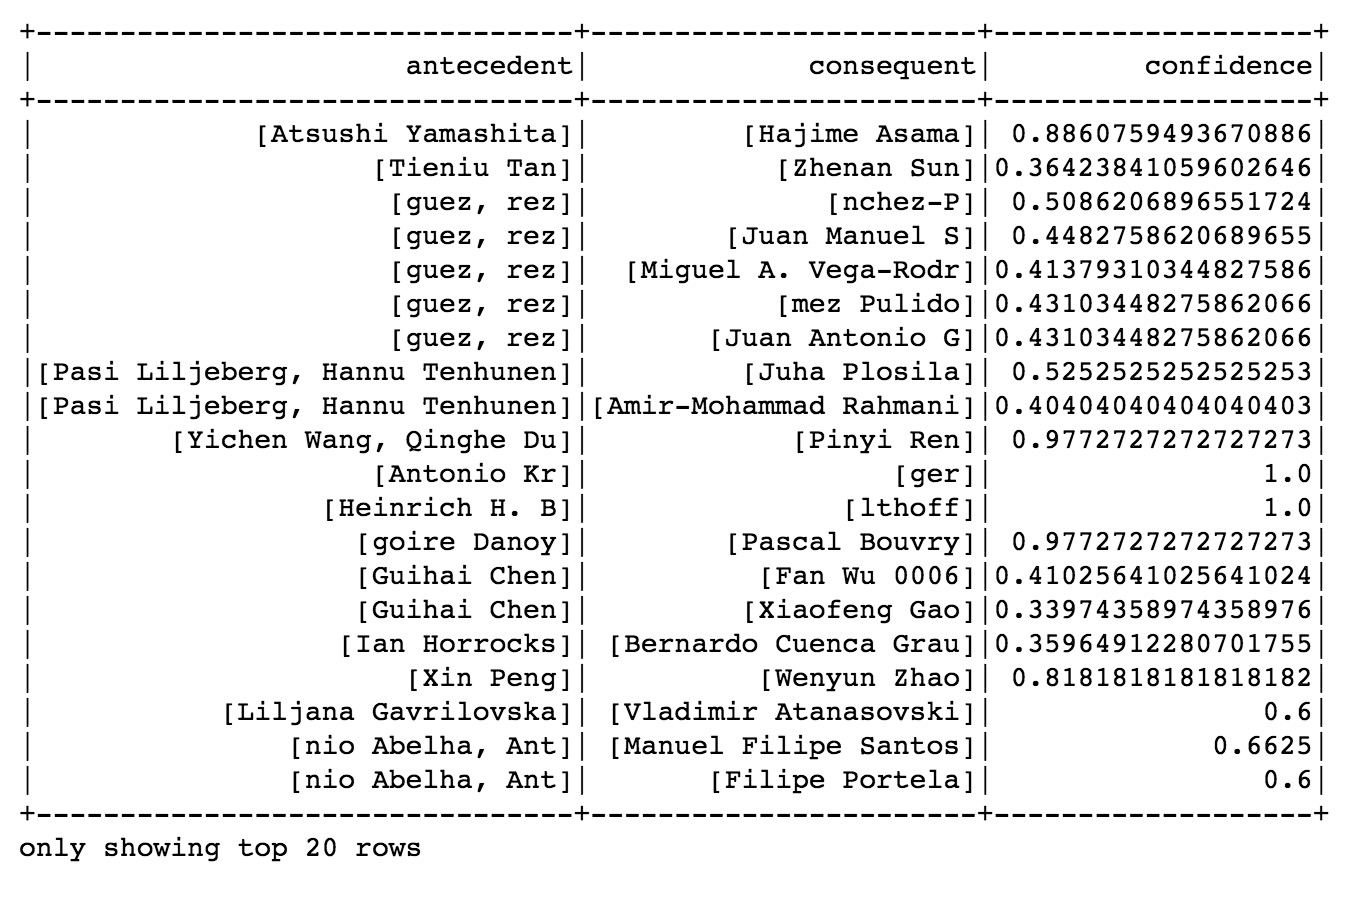 +--------------------------------+-----------------------+-------------------+
|                      antecedent|             consequent|         confidence|
+--------------------------------+-----------------------+-------------------+
|             [Atsushi Yamashita]|         [Hajime Asama]| 0.8860759493670886|
|                    [Tieniu Tan]|           [Zhenan Sun]|0.36423841059602646|
|                     [guez, rez]|              [nchez-P]| 0.5086206896551724|
|                     [guez, rez]|        [Juan Manuel S]| 0.4482758620689655|
|                     [guez, rez]|  [Miguel A. Vega-Rodr]|0.41379310344827586|
|                     [guez, rez]|           [mez Pulido]|0.43103448275862066|
|                     [guez, rez]|       [Juan Antonio G]|0.43103448275862066|
|[Pasi Liljeberg, Hannu Tenhunen]|         [Juha Plosila]| 0.5252525252525253|
|[Pasi Liljeberg, Hannu Tenhunen]|[Amir-Mohammad Rahmani]|0.40404040404040403|
|        [Yichen Wang, Qinghe Du]|            [Pinyi Ren]| 0.9772727272727273|
|                    [Antonio Kr]|                  [ger]|                1.0|
|                 [Heinrich H. B]|               [lthoff]|                1.0|
|                   [goire Danoy]|        [Pascal Bouvry]| 0.9772727272727273|
|                   [Guihai Chen]|          [Fan Wu 0006]|0.41025641025641024|
|                   [Guihai Chen]|         [Xiaofeng Gao]|0.33974358974358976|
|                  [Ian Horrocks]| [Bernardo Cuenca Grau]|0.35964912280701755|
|                      [Xin Peng]|          [Wenyun Zhao]| 0.8181818181818182|
|           [Liljana Gavrilovska]| [Vladimir Atanasovski]|                0.6|
|               [nio Abelha, Ant]| [Manuel Filipe Santos]|             0.6625|
|               [nio Abelha, Ant]|       [Filipe Portela]|                0.6|
+--------------------------------+-----------------------+-------------------+
only showing top 20 rows